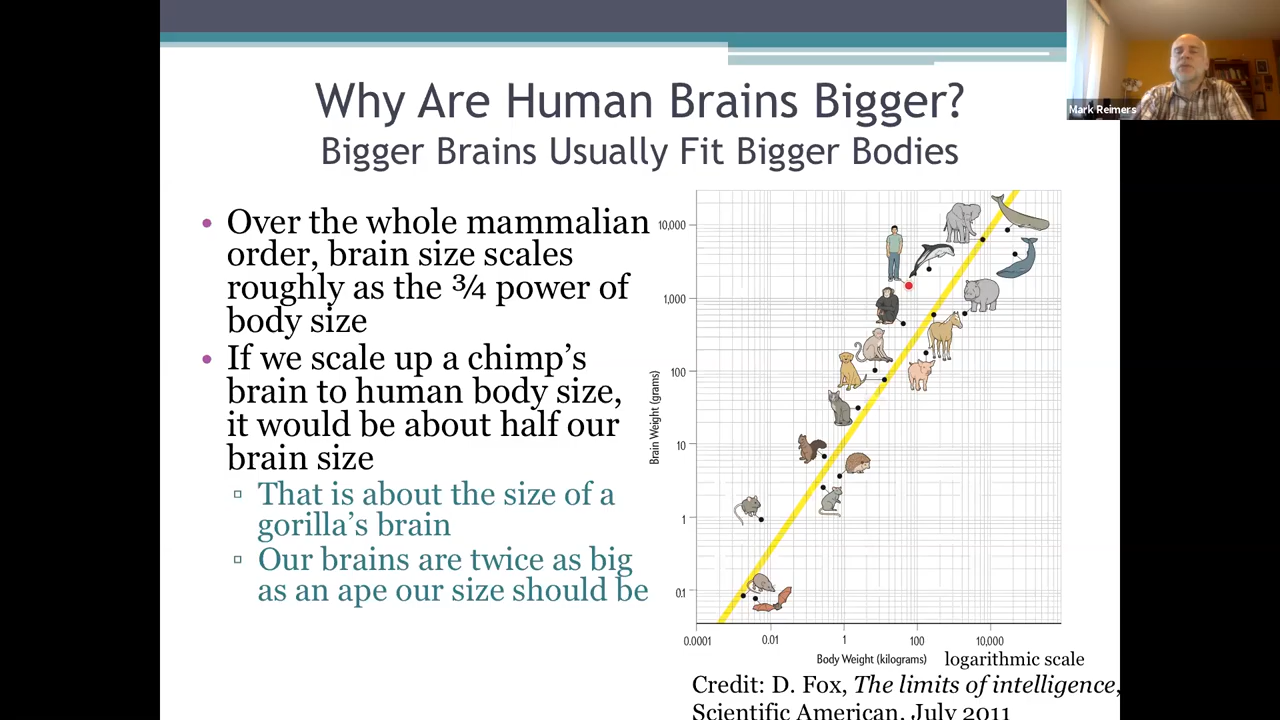 Mark Reimers
Why Are Human Brains Bigger?
Bigger Brains Usually Fit Bigger Bodies
• Over the whole mammalian
order, brain size scales
roughly as the ¾ power of
body size
• If we scale up a chimp's
brain to human body size,
it would be about half our
brain size
▫ That is about the size of a
gorilla's brain
▫ Our brains are twice as big
as an ape our size should be
10,000
1,000
100
10
1
0.1
Brain Weight (grams)
0.0001
0.01
1
100
10,000
Body Weight (kilograms)
logarithmic scale
Credit: D. Fox, The limits of intelligence,
Scientific American, July 2011